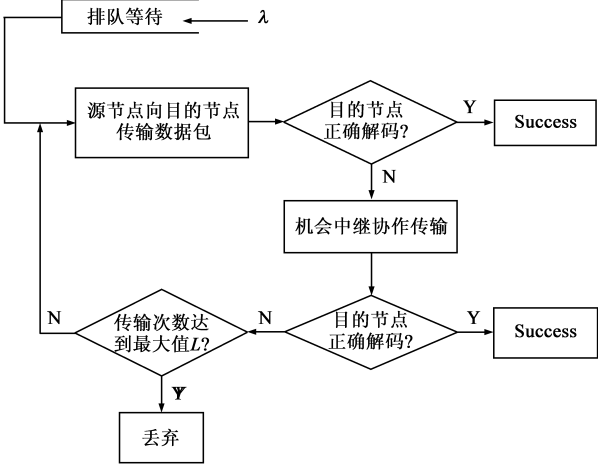 排队等待
λ
源节点向目的节点
传输数据包
目的节点
正确解码?
Y
Success
N
机会中继协作传输
目的节点
正确解码?
Y
Success
N
传输次数达
到最大值L?
N
Y
丢弃